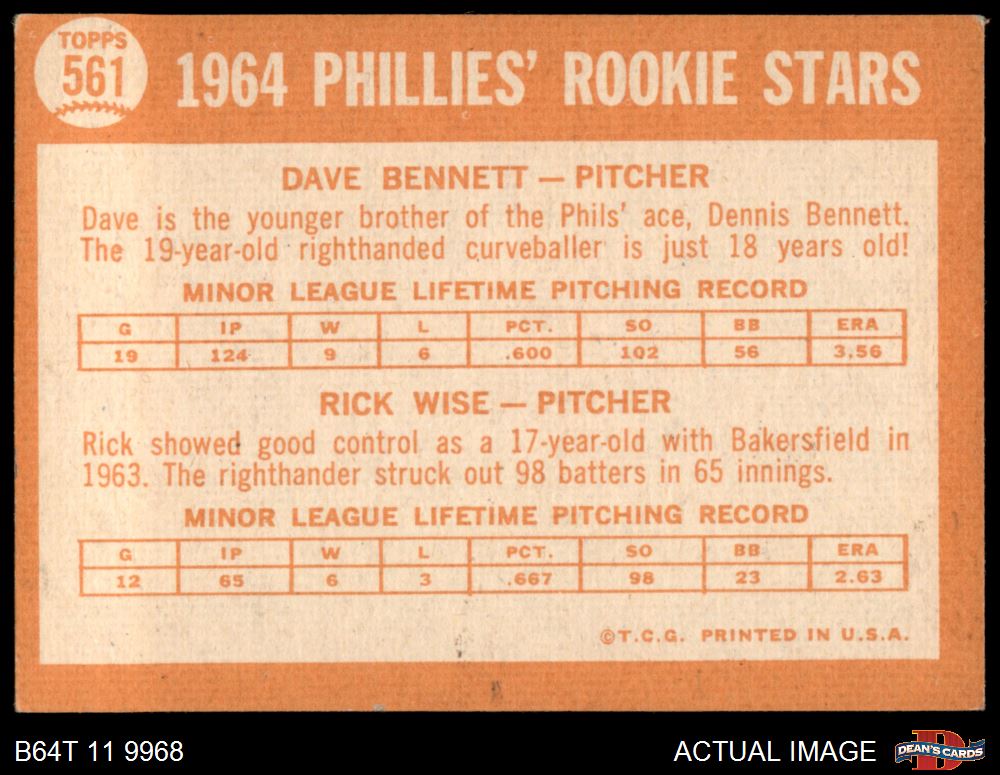 TOPPS
561
1964 PHILLIES' ROOKIE STARS
DAVE BENNETT — PITCHER
Dave is the younger brother of the Phils' ace, Dennis Bennett.
The 19-year-old righthanded curveballer is just 18 years old!
MINOR LEAGUE LIFETIME PITCHING RECORD
G IP W L PCT. SO BB ERA
19 124 9 6 .600 102 56 3.56
RICK WISE — PITCHER
Rick showed good control as a 17-year-old with Bakersfield in
1963. The righthander struck out 98 batters in 65 innings.
MINOR LEAGUE LIFETIME PITCHING RECORD
G IP W L PCT. SO BB ERA
12 65 6 3 .667 98 23 2.63
©T.C.G. PRINTED IN U.S.A.
B64T 11 9968
ACTUAL IMAGE
DEAN'S CARDS